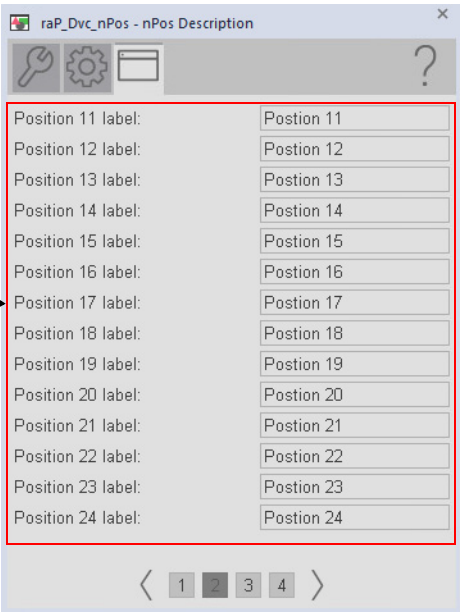 raP_Dvc_nPos - nPos Description
?
Position 11 label: Postion 11
Position 12 label: Postion 12
Position 13 label: Postion 13
Position 14 label: Postion 14
Position 15 label: Postion 15
Position 16 label: Postion 16
Position 17 label: Postion 17
Position 18 label: Postion 18
Position 19 label: Postion 19
Position 20 label: Postion 20
Position 21 label: Postion 21
Position 22 label: Postion 22
Position 23 label: Postion 23
Position 24 label: Postion 24
1 2 3 4